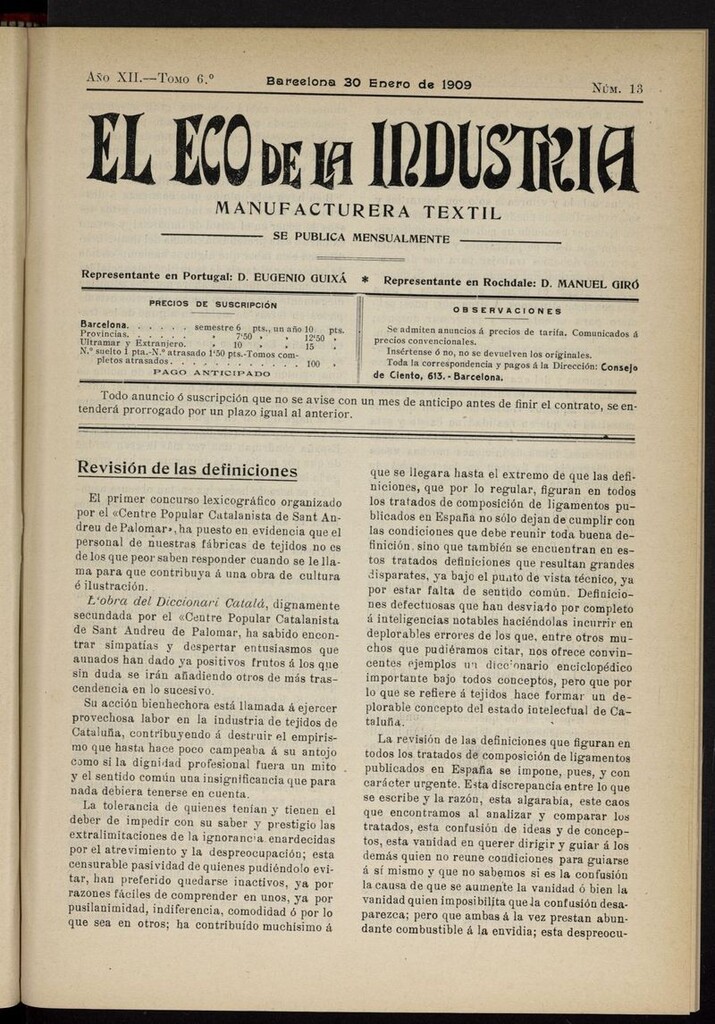 Año XII.—Tomo 6.º
Barcelona 30 Enero de 1909
Núm. 13
EL ECO DE LA INDUSTRIA
MANUFACTURERA TEXTIL
SE PUBLICA MENSUALMENTE
Representante en Portugal: D. EUGENIO GUIXÁ * Representante en Rochdale: D. MANUEL GIRÓ
PRECIOS DE SUSCRIPCIÓN
Barcelona. . . . . . semestre 6 pts., un año 10 pts.
Provincias. . . . . . » 7'50 » » 12'50 »
Ultramar y Extranjero. » 10 » » 15 »
N.º suelto 1 pta.-N.º atrasado 1'50 pts.-Tomos com-
pletos atrasados. . . . . . . . . . . 100 »
PAGO ANTICIPADO
OBSERVACIONES
Se admiten anuncios á precios de tarifa. Comunicados á
precios convencionales.
Insértense ó no, no se devuelven los originales.
Toda la correspondencia y pagos á la Dirección: Consejo
de Ciento, 613. - Barcelona.
Todo anuncio ó suscripción que no se avise con un mes de anticipo antes de finir el contrato, se en-
tenderá prorrogado por un plazo igual al anterior.
Revisión de las definiciones
El primer concurso lexicográfico organizado
por el «Centre Popular Catalanista de Sant An-
dreu de Palomar», ha puesto en evidencia que el
personal de nuestras fábricas de tejidos no es
de los que peor saben responder cuando se le lla-
ma para que contribuya á una obra de cultura
é ilustración.
L'obra del Diccionari Catalá, dignamente
secundada por el «Centre Popular Catalanista
de Sant Andreu de Palomar, ha sabido encon-
trar simpatías y despertar entusiasmos que
aunados han dado ya positivos frutos á los que
sin duda se irán añadiendo otros de más tras-
cendencia en lo sucesivo.
Su acción bienhechora está llamada á ejercer
provechosa labor en la industria de tejidos de
Cataluña, contribuyendo á destruir el empiris-
mo que hasta hace poco campeaba á su antojo
como si la dignidad profesional fuera un mito
y el sentido común una insignificancia que para
nada debiera tenerse en cuenta.
La tolerancia de quienes tenían y tienen el
deber de impedir con su saber y prestigio las
extralimitaciones de la ignorancia enardecidas
por el atrevimiento y la despreocupación; esta
censurable pasividad de quienes pudiéndolo evi-
tar, han preferido quedarse inactivos, ya por
razones fáciles de comprender en unos, ya por
pusilanimidad, indiferencia, comodidad ó por lo
que sea en otros; ha contribuído muchísimo á
que se llegara hasta el extremo de que las defi-
niciones, que por lo regular, figuran en todos
los tratados de composición de ligamentos pu-
blicados en España no sólo dejan de cumplir con
las condiciones que debe reunir toda buena de-
finición, sino que también se encuentran en es-
tos tratados definiciones que resultan grandes
disparates, ya bajo el punto de vista técnico, ya
por estar falta de sentido común. Definicio-
nes defectuosas que han desviado por completo
á inteligencias notables haciéndolas incurrir en
deplorables errores de los que, entre otros mu-
chos que pudiéramos citar, nos ofrece convin-
centes ejemplos un diccionario enciclopédico
importante bajo todos conceptos, pero que por
lo que se refiere á tejidos hace formar un de-
plorable concepto del estado intelectual de Ca-
taluña.
La revisión de las definiciones que figuran en
todos los tratados de composición de ligamentos
publicados en España se impone, pues, y con
carácter urgente. Esta discrepancia entre lo que
se escribe y la razón, esta algarabía, este caos
que encontramos al analizar y comparar los
tratados, esta confusión de ideas y de concep-
tos, esta vanidad en querer dirigir y guiar á los
demás quien no reune condiciones para guiarse
á sí mismo y que no sabemos si es la confusión
la causa de que se aumente la vanidad ó bien la
vanidad quien imposibilita que la confusión desa-
parezca; pero que ambas á la vez prestan abun-
dante combustible á la envidia; esta despreocu-